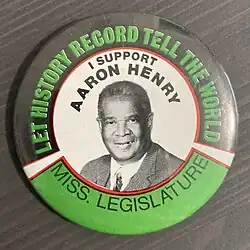 LET HISTORY RECORD TELL THE WORLD
I SUPPORT
AARON HENRY
MISS. LEGISLATURE